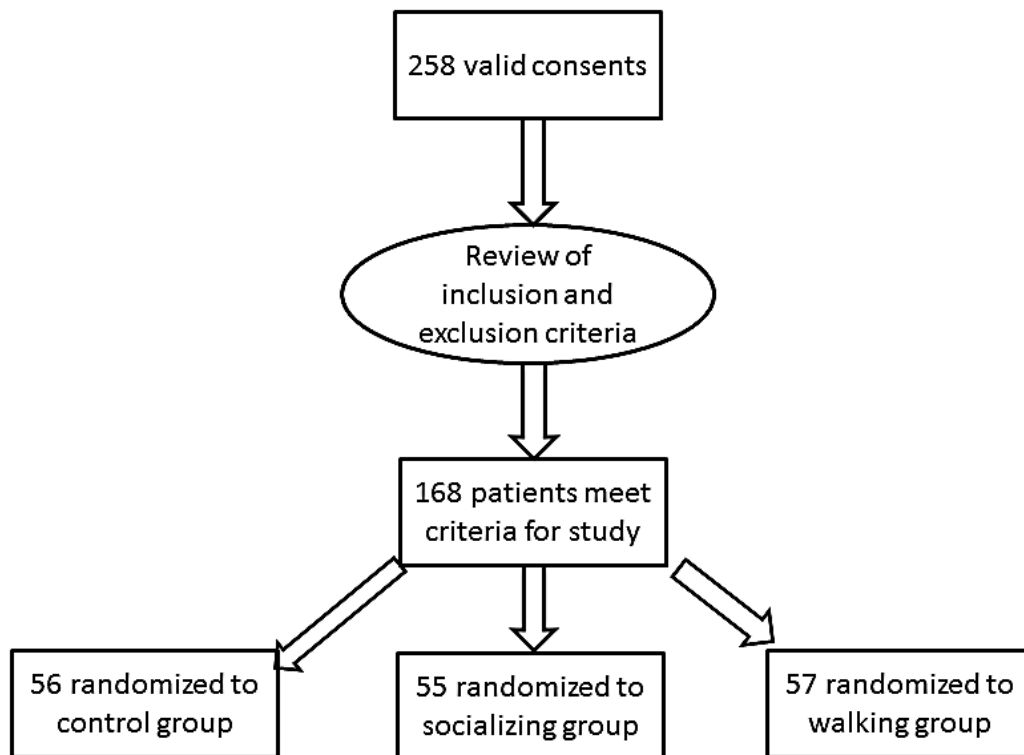 258 valid consents
Review of
inclusion and
exclusion criteria
168 patients meet
criteria for study
56 randomized to
control group
55 randomized to
socializing group
57 randomized to
walking group